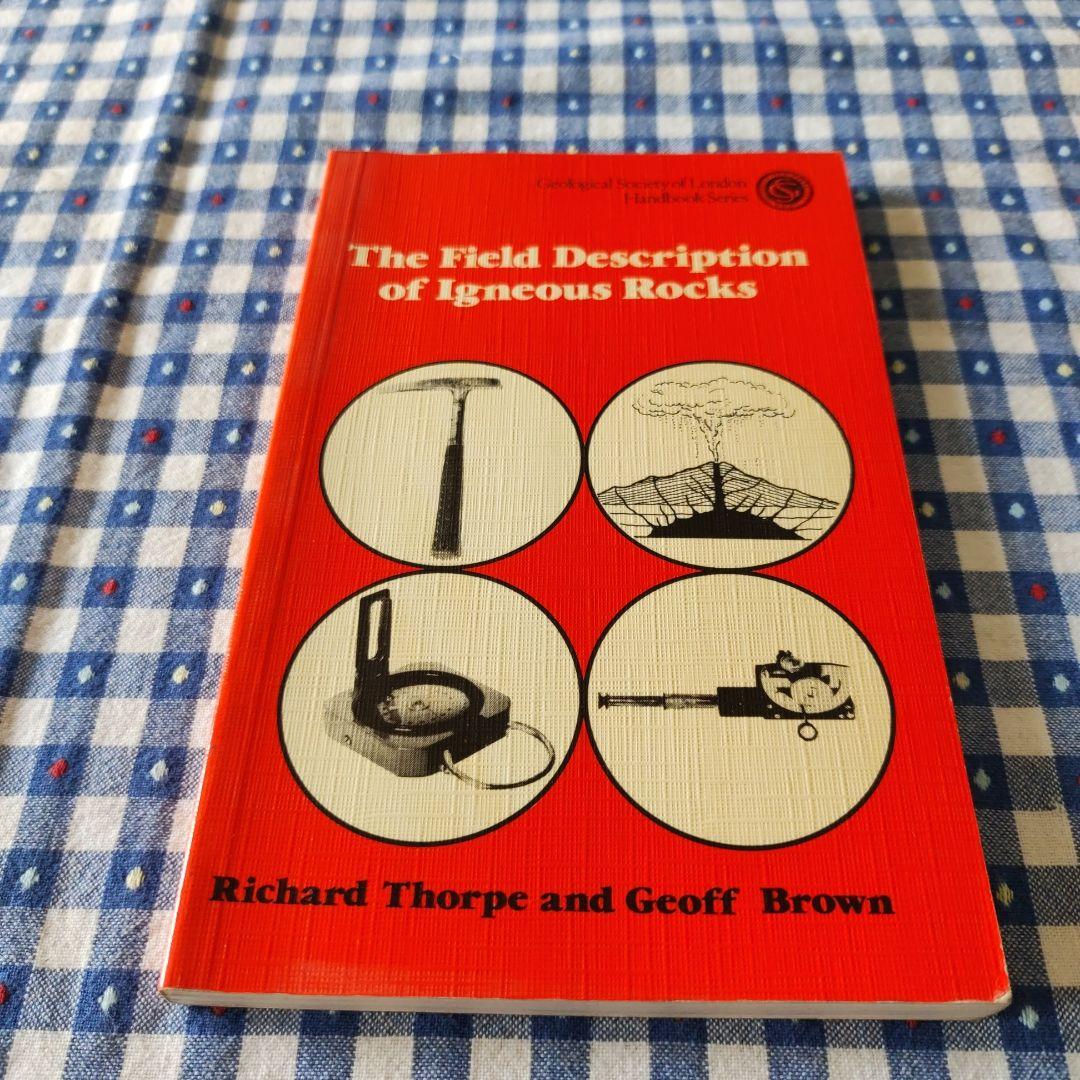 Geological Society of London
Handbook Series
The Field Description
of Igneous Rocks
Richard Thorpe and Geoff Brown